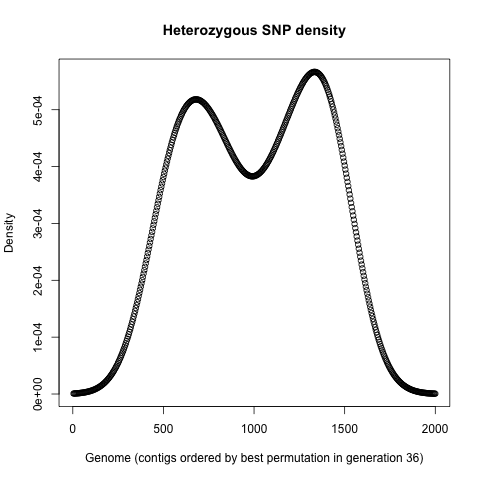 Heterozygous SNP density
Density
5e-04
4e-04
3e-04
2e-04
1e-04
0e+00
0 500 1000 1500 2000
Genome (contigs ordered by best permutation in generation 36)